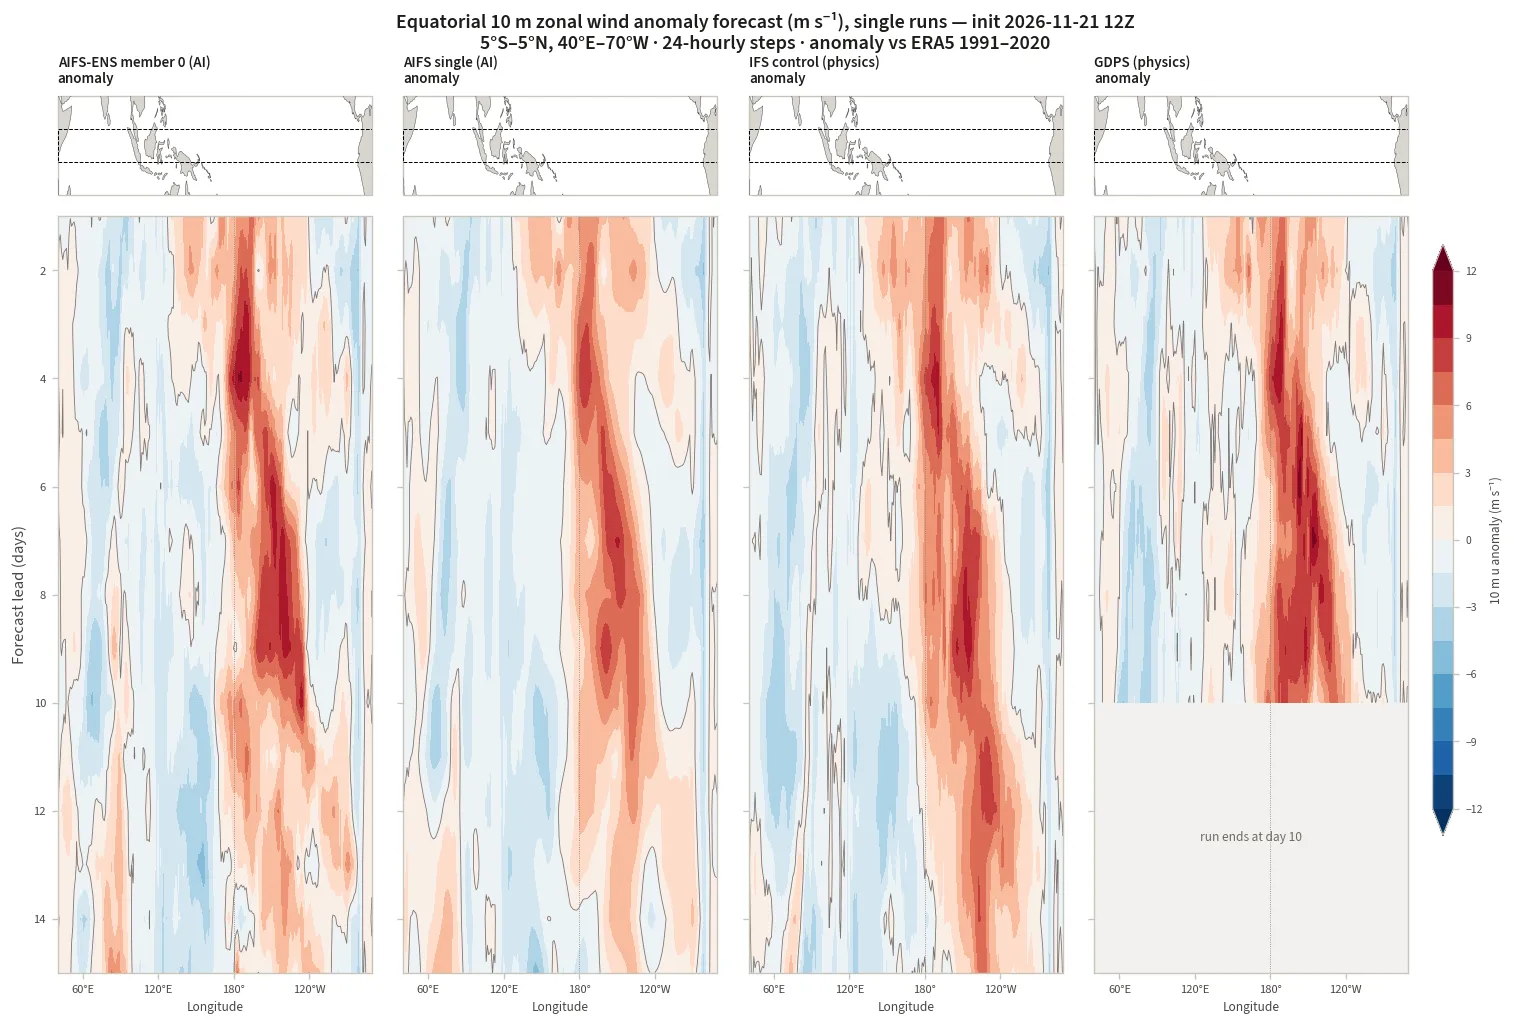 Equatorial 10 m zonal wind anomaly forecast (m s⁻¹), single runs — init 2026-11-21 12Z
5°S–5°N, 40°E–70°W · 24-hourly steps · anomaly vs ERA5 1991–2020
AIFS-ENS member 0 (AI)
anomaly
AIFS single (AI)
anomaly
IFS control (physics)
anomaly
GDPS (physics)
anomaly
Forecast lead (days)
2
4
6
8
10
12
14
run ends at day 10
60°E
120°E
180°
120°W
Longitude
60°E
120°E
180°
120°W
Longitude
60°E
120°E
180°
120°W
Longitude
60°E
120°E
180°
120°W
Longitude
12
9
6
3
0
−3
−6
−9
−12
10 m u anomaly (m s⁻¹)